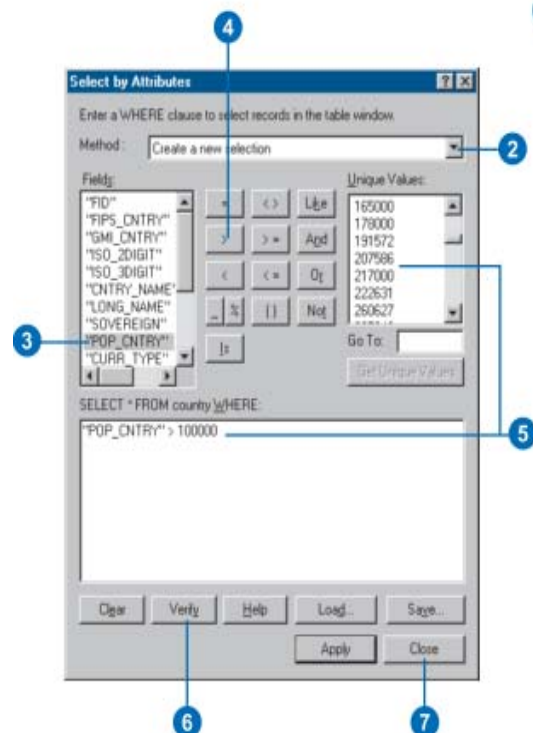 4
Select by Attributes
Enter a WHERE clause to select records in the table window.
Method : Create a new selection
2
Fields:
Unique Values:
"FID"
"FIPS_CNTRY"
"GMI_CNTRY"
"ISO_2DIGIT"
"ISO_3DIGIT"
"CNTRY_NAME"
"LONG_NAME"
"SOVEREIGN"
"POP_CNTRY"
"CURR_TYPE"
3
= < > Like
> > = And
< < = Or
_ % ( ) Not
Is
165000
178000
191572
207586
217000
222631
260627
Go To:
Get Unique Values
5
SELECT * FROM country WHERE:
"POP_CNTRY" > 100000
Clear Verify Help Load... Save...
Apply Close
6 7